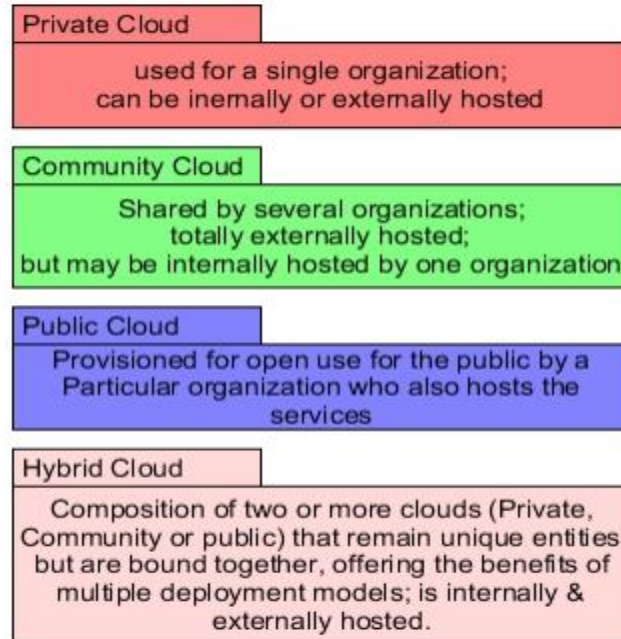 Private Cloud
used for a single organization;
can be inernally or externally hosted
Community Cloud
Shared by several organizations;
totally externally hosted;
but may be internally hosted by one organization
Public Cloud
Provisioned for open use for the public by a
Particular organization who also hosts the
services
Hybrid Cloud
Composition of two or more clouds (Private,
Community or public) that remain unique entities
but are bound together, offering the benefits of
multiple deployment models; is internally &
externally hosted.